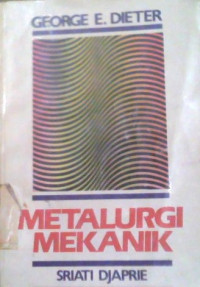 GEORGE E. DIETER
METALURGI
MEKANIK
SRIATI DJAPRIE